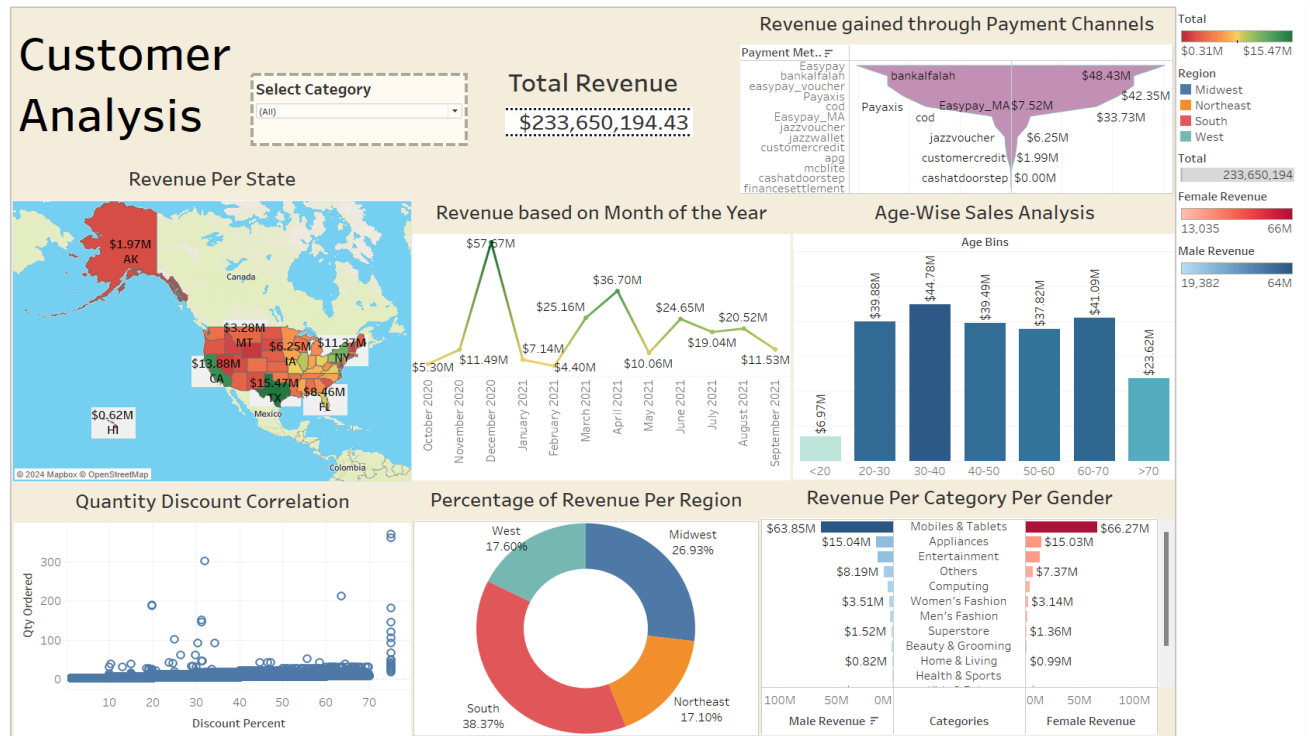 Customer
Analysis
Select Category
(All)
Total Revenue
$233,650,194.43
Revenue gained through Payment Channels
Payment Met..
Easypay
bankalfalah
easypay_voucher
Payaxis
cod
Easypay_MA
jazzvoucher
jazzwallet
customercredit
apg
mcblite
cashatdoorstep
financesettlement
bankalfalah $48.43M
Payaxis $42.35M
Easypay_MA $7.52M
cod $33.73M
jazzvoucher $6.25M
customercredit $1.99M
cashatdoorstep $0.00M
Total
$0.31M $15.47M
Region
Midwest
Northeast
South
West
Total
233,650,194
Female Revenue
13,035 66M
Male Revenue
19,382 64M
Revenue Per State
$1.97M
AK
Canada
$3.28M
MT
$6.25M
IA
$11.37M
NY
$13.88M
CA
$15.47M
TX
$8.46M
FL
Mexico
$0.62M
HI
Colombia
© 2024 Mapbox © OpenStreetMap
Revenue based on Month of the Year
$5.30M
$11.49M
$57.67M
$7.14M
$4.40M
$25.16M
$36.70M
$10.06M
$24.65M
$19.04M
$20.52M
$11.53M
October 2020
November 2020
December 2020
January 2021
February 2021
March 2021
April 2021
May 2021
June 2021
July 2021
August 2021
September 2021
Age-Wise Sales Analysis
Age Bins
$6.97M
$39.88M
$44.78M
$39.49M
$37.82M
$41.09M
$23.62M
<20 20-30 30-40 40-50 50-60 60-70 >70
Quantity Discount Correlation
Qty Ordered
300
200
100
0
10 20 30 40 50 60 70
Discount Percent
Percentage of Revenue Per Region
West
17.60%
Midwest
26.93%
South
38.37%
Northeast
17.10%
Revenue Per Category Per Gender
$63.85M Mobiles & Tablets $66.27M
$15.04M Appliances $15.03M
Entertainment
$8.19M Others $7.37M
Computing
$3.51M Women's Fashion $3.14M
Men's Fashion
$1.52M Superstore $1.36M
Beauty & Grooming
$0.82M Home & Living $0.99M
Health & Sports
100M 50M 0M 0M 50M 100M
Male Revenue Categories Female Revenue